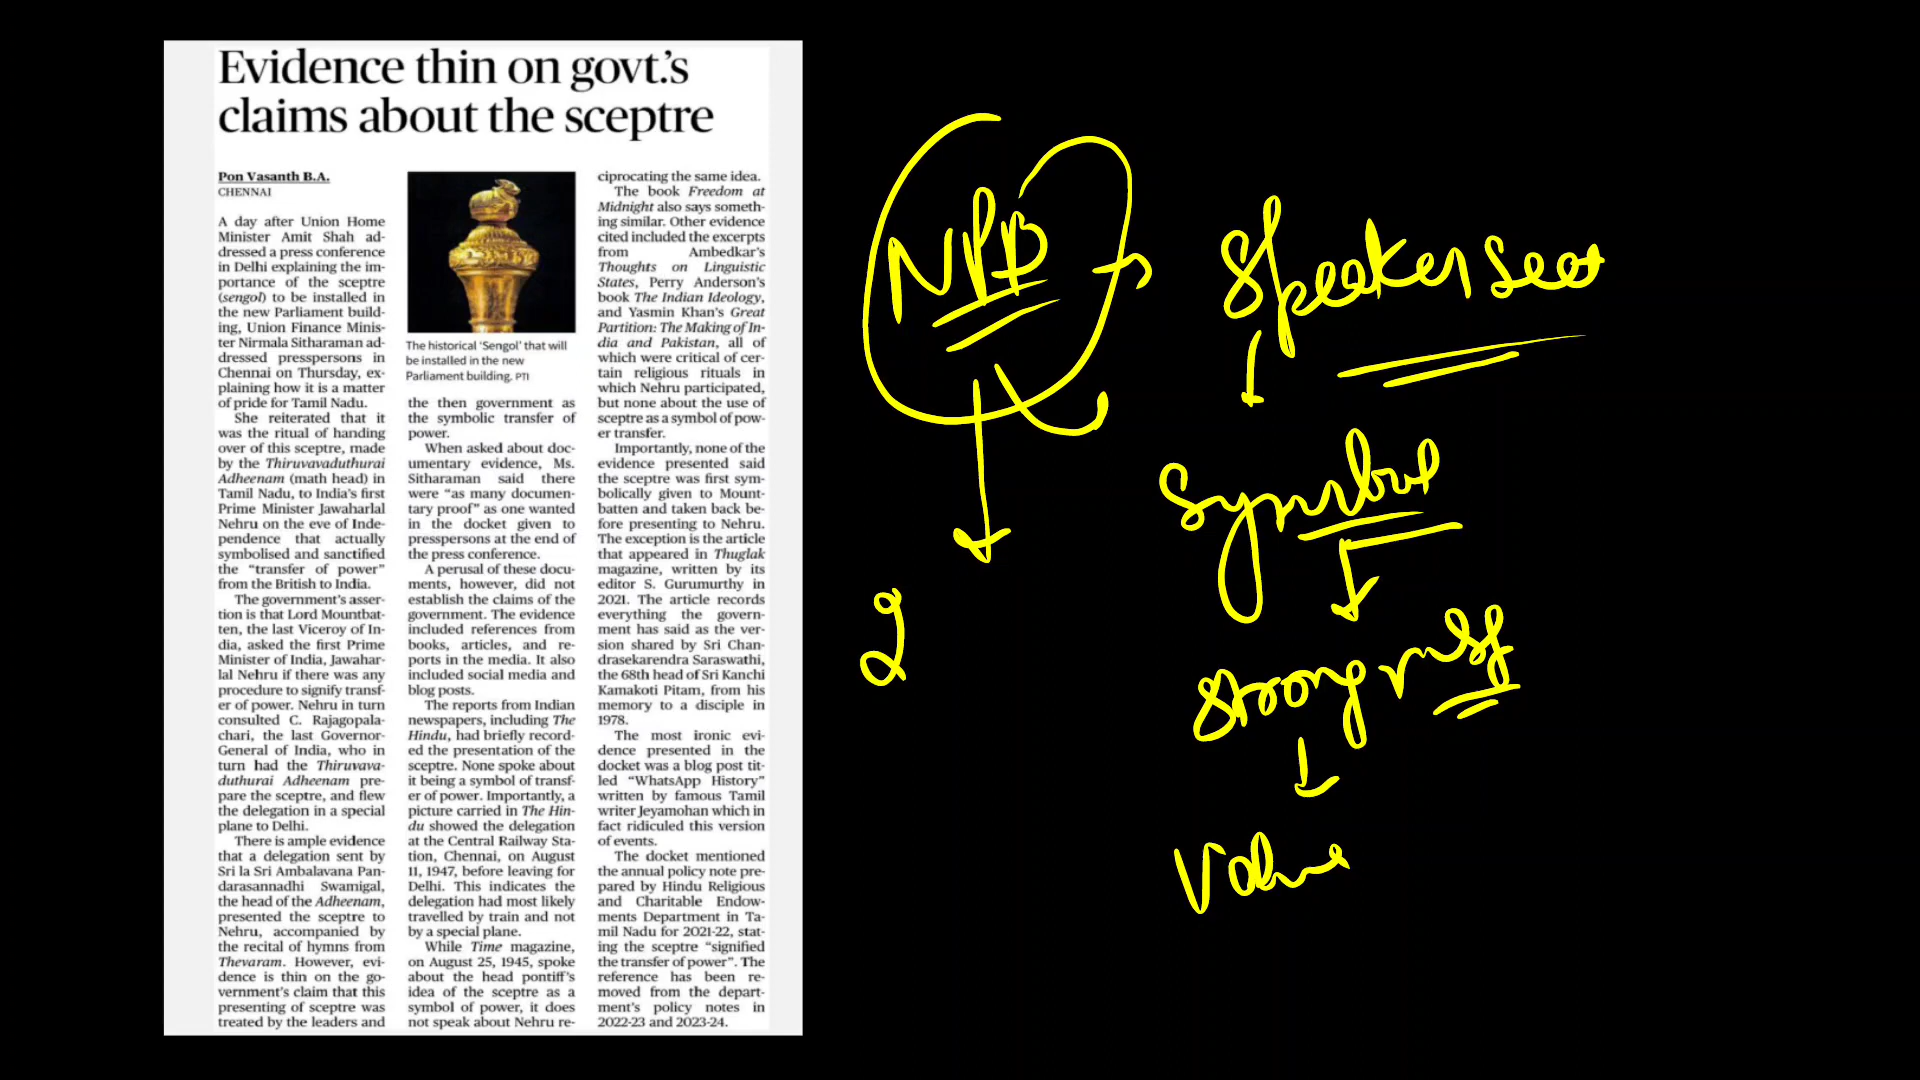 Evidence thin on govt.'s
claims about the sceptre
Pon Vasanth B.A.
CHENNAI
A day after Union Home
Minister Amit Shah ad-
dressed a press conference
in Delhi explaining the im-
portance of the sceptre
(sengol) to be installed in
the new Parliament build-
ing, Union Finance Minis-
ter Nirmala Sitharaman ad-
dressed presspersons in
Chennai on Thursday, ex-
plaining how it is a matter
of pride for Tamil Nadu.
She reiterated that it
was the ritual of handing
over of this sceptre, made
by the Thiruvavaduthurai
Adheenam (math head) in
Tamil Nadu, to India's first
Prime Minister Jawaharlal
Nehru on the eve of Inde-
pendence that actually
symbolised and sanctified
the "transfer of power"
from the British to India.
The government's asser-
tion is that Lord Mountbat-
ten, the last Viceroy of In-
dia, asked the first Prime
Minister of India, Jawahar-
lal Nehru if there was any
procedure to signify transf-
er of power. Nehru in turn
consulted C. Rajagopala-
chari, the last Governor-
General of India, who in
turn had the Thiruvava-
duthurai Adheenam pre-
pare the sceptre, and flew
the delegation in a special
plane to Delhi.
There is ample evidence
that a delegation sent by
Sri la Sri Ambalavana Pan-
darasannadhi Swamigal,
the head of the Adheenam,
presented the sceptre to
Nehru, accompanied by
the recital of hymns from
Thevaram. However, evi-
dence is thin on the go-
vernment's claim that this
presenting of sceptre was
treated by the leaders and
The historical 'Sengol' that will
be installed in the new
Parliament building. PTI
the then government as
the symbolic transfer of
power.
When asked about doc-
umentary evidence, Ms.
Sitharaman said there
were "as many documen-
tary proof" as one wanted
in the docket given to
presspersons at the end of
the press conference.
A perusal of these docu-
ments, however, did not
establish the claims of the
government. The evidence
included references from
books, articles, and re-
ports in the media. It also
included social media and
blog posts.
The reports from Indian
newspapers, including The
Hindu, had briefly record-
ed the presentation of the
sceptre. None spoke about
it being a symbol of transf-
er of power. Importantly, a
picture carried in The Hin-
du showed the delegation
at the Central Railway Sta-
tion, Chennai, on August
11, 1947, before leaving for
Delhi. This indicates the
delegation had most likely
travelled by train and not
by a special plane.
While Time magazine,
on August 25, 1945, spoke
about the head pontiff's
idea of the sceptre as a
symbol of power, it does
not speak about Nehru re-
ciprocating the same idea.
The book Freedom at
Midnight also says someth-
ing similar. Other evidence
cited included the excerpts
from Ambedkar's
Thoughts on Linguistic
States, Perry Anderson's
book The Indian Ideology,
and Yasmin Khan's Great
Partition: The Making of In-
dia and Pakistan, all of
which were critical of cer-
tain religious rituals in
which Nehru participated,
but none about the use of
sceptre as a symbol of pow-
er transfer.
Importantly, none of the
evidence presented said
the sceptre was first sym-
bolically given to Mount-
batten and taken back be-
fore presenting to Nehru.
The exception is the article
that appeared in Thuglak
magazine, written by its
editor S. Gurumurthy in
2021. The article records
everything the govern-
ment has said as the ver-
sion shared by Sri Chan-
drasekarendra Saraswathi,
the 68th head of Sri Kanchi
Kamakoti Pitam, from his
memory to a disciple in
1978.
The most ironic evi-
dence presented in the
docket was a blog post tit-
led "WhatsApp History"
written by famous Tamil
writer Jeyamohan which in
fact ridiculed this version
of events.
The docket mentioned
the annual policy note pre-
pared by Hindu Religious
and Charitable Endow-
ments Department in Ta-
mil Nadu for 2021-22, stat-
ing the sceptre "signified
the transfer of power". The
reference has been re-
moved from the depart-
ment's policy notes in
2022-23 and 2023-24.
Speaker seat
Symbol
Strong